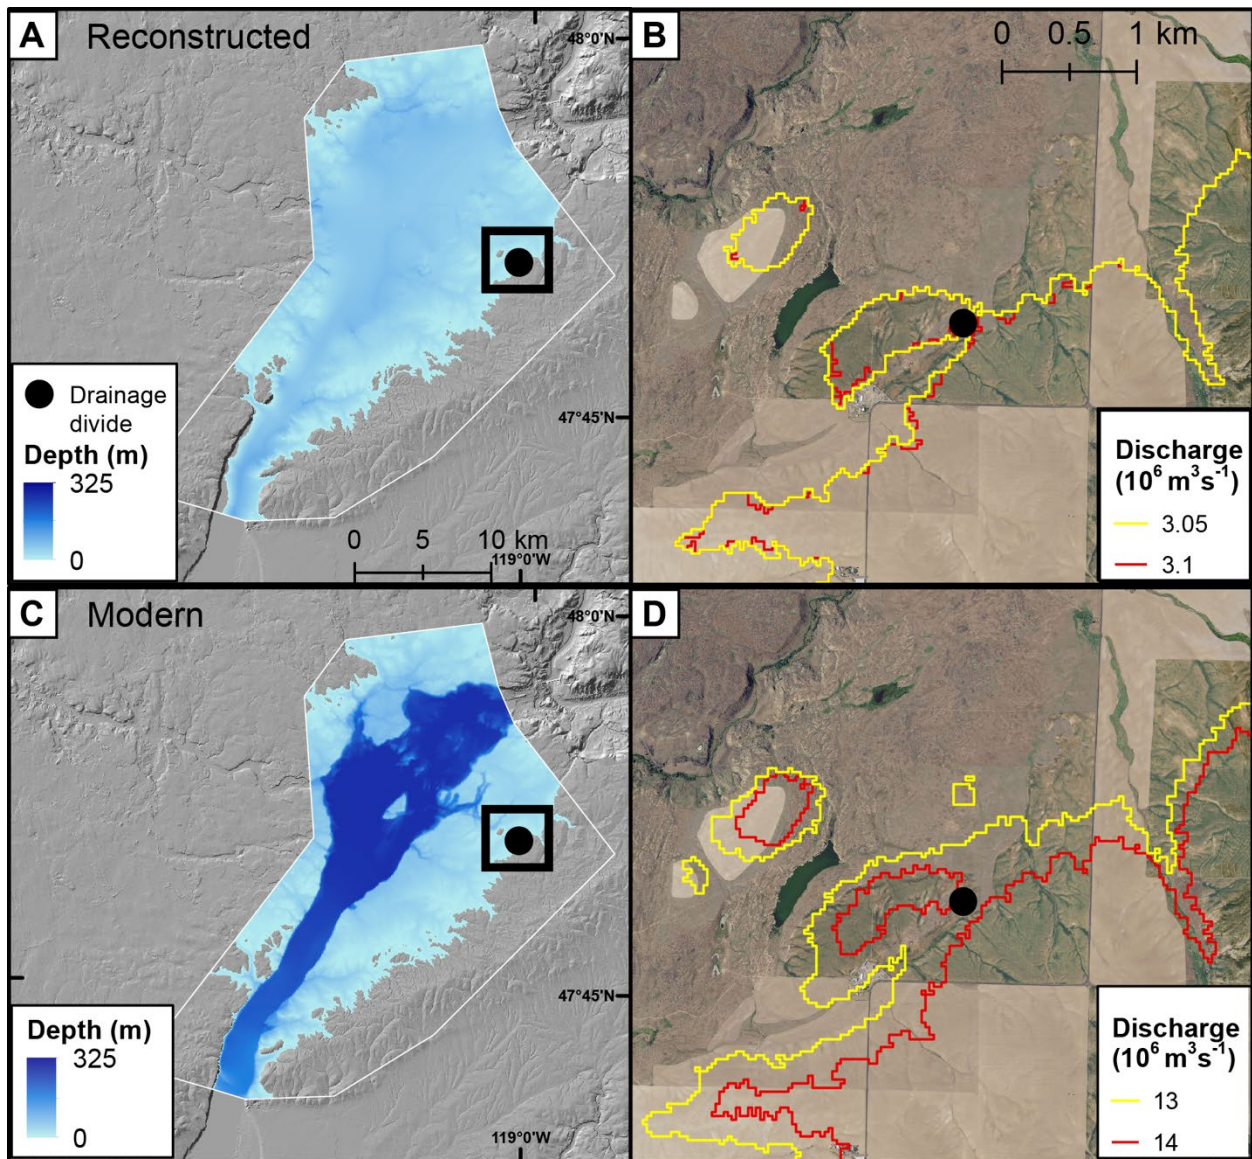 A Reconstructed
48°0'N
Drainage
divide
Depth (m)
325
0
47°45'N
0 5 10 km
119°0'W
B
0 0.5 1 km
Discharge
(10⁶ m³s⁻¹)
3.05
3.1
C Modern
48°0'N
47°45'N
Depth (m)
325
0
119°0'W
D
Discharge
(10⁶ m³s⁻¹)
13
14